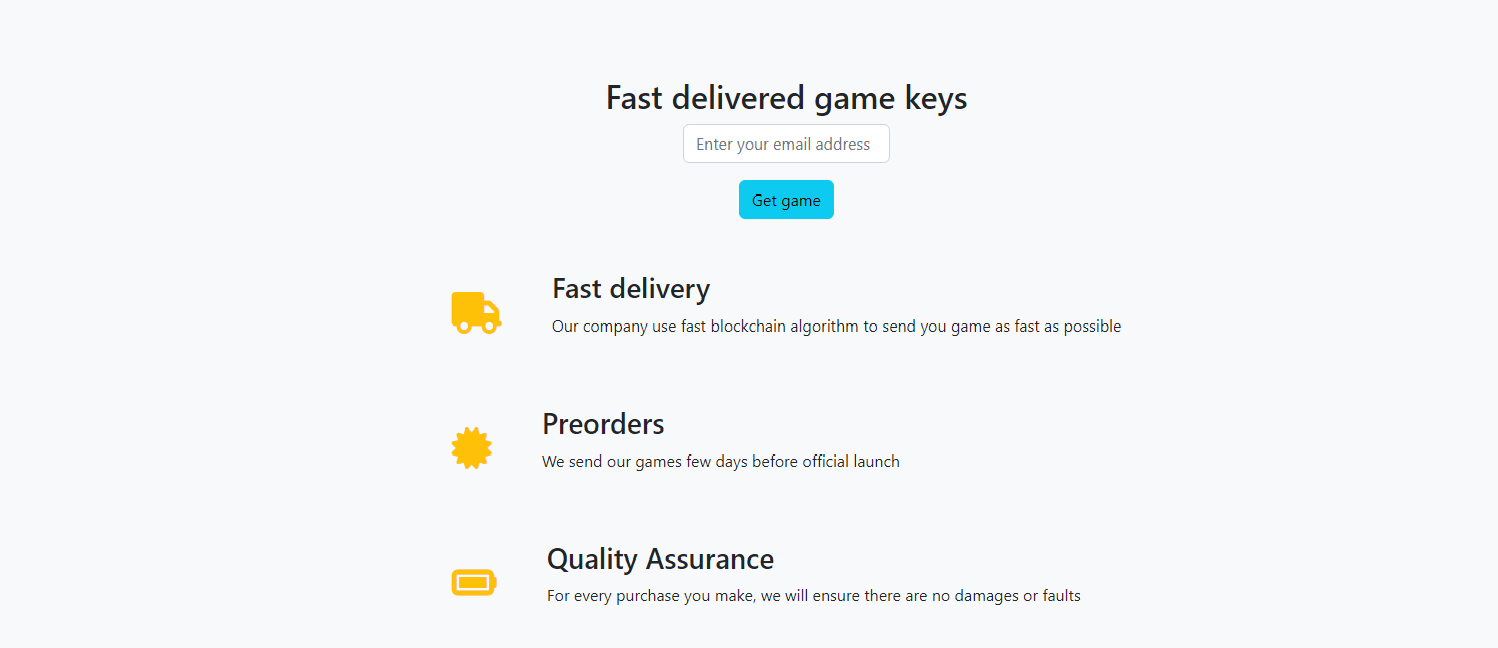 Fast delivered game keys
Enter your email address
Get game
Fast delivery
Our company use fast blockchain algorithm to send you game as fast as possible
Preorders
We send our games few days before official launch
Quality Assurance
For every purchase you make, we will ensure there are no damages or faults